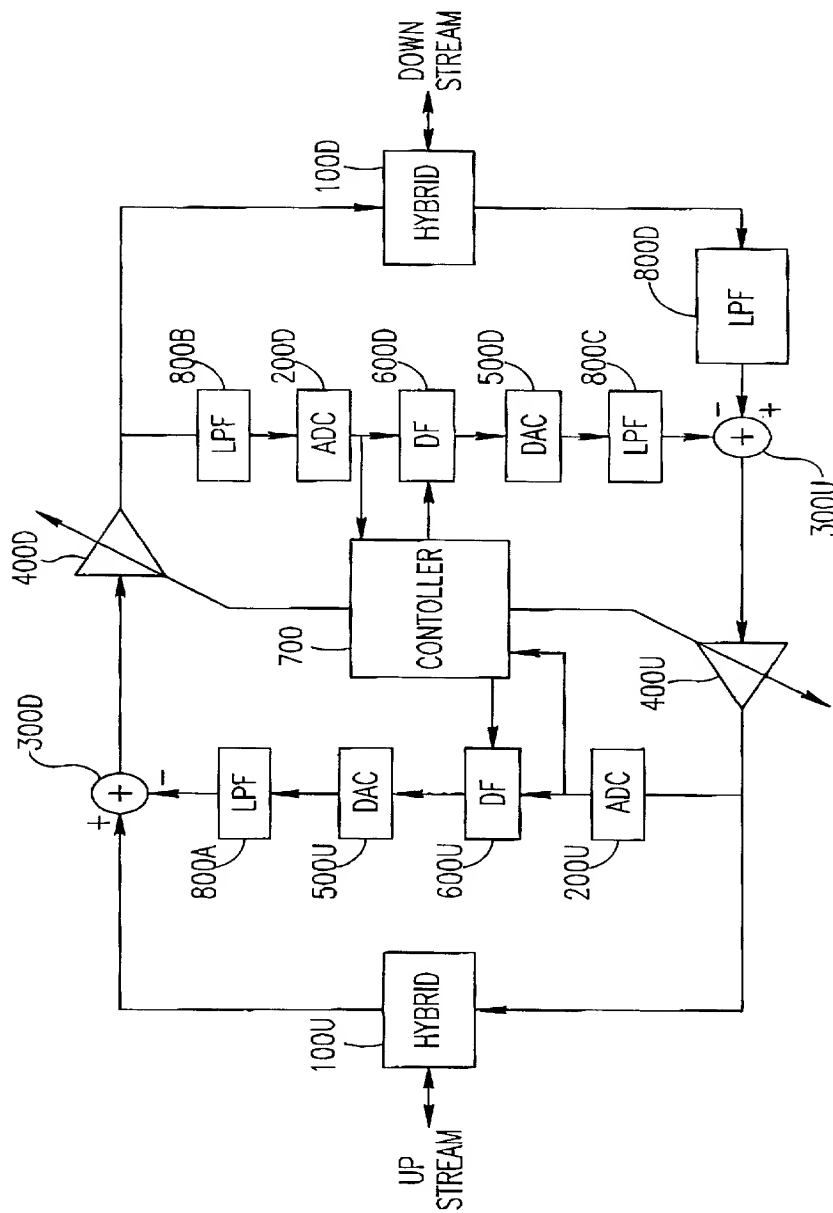 UP
STREAM
100U
HYBRID
300D
+
+
-
800A
LPF
500U
DAC
600U
DF
200U
ADC
400D
700
CONTOLLER
400U
800B
LPF
200D
ADC
600D
DF
500D
DAC
800C
LPF
300U
+
-
+
100D
HYBRID
DOWN
STREAM
800D
LPF